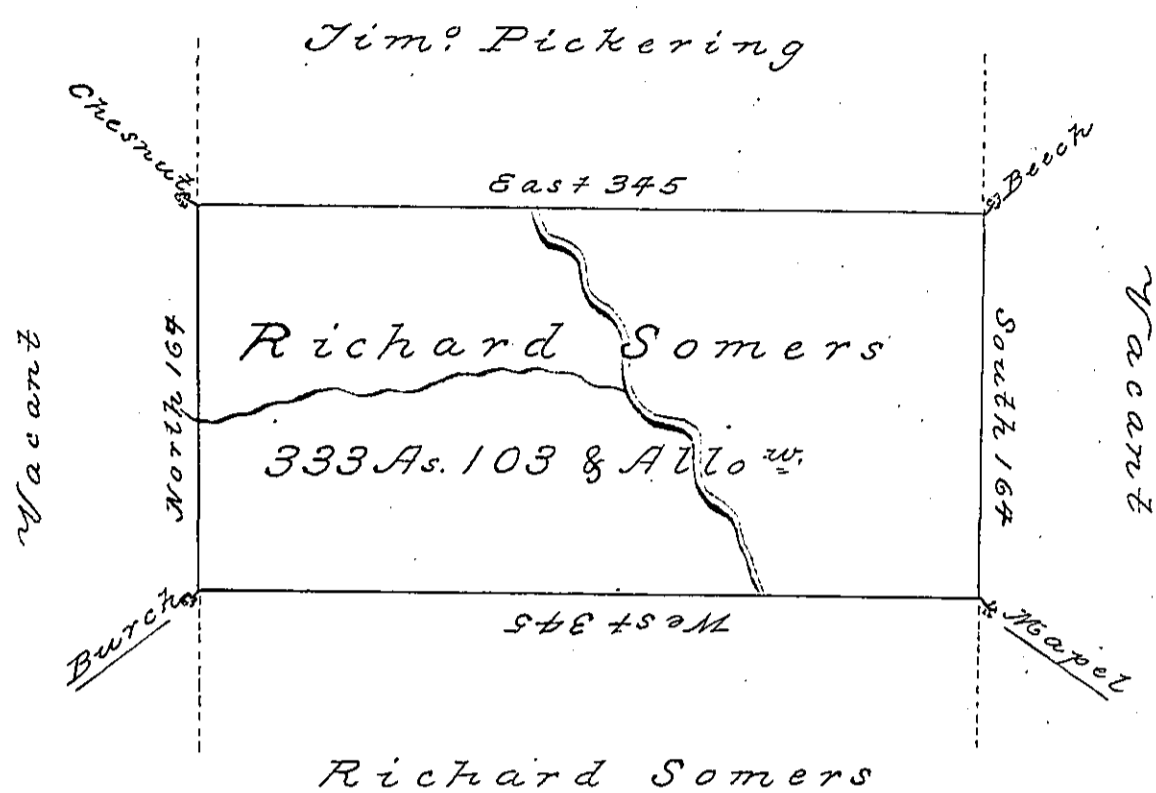 Timo. Pickering
Chesnut
Beech
East 345
Vacant
North 164
Richard Somers
333 As. 103 & Allow.
South 164
Vacant
West 345
Burch
Mapel
Richard Somers